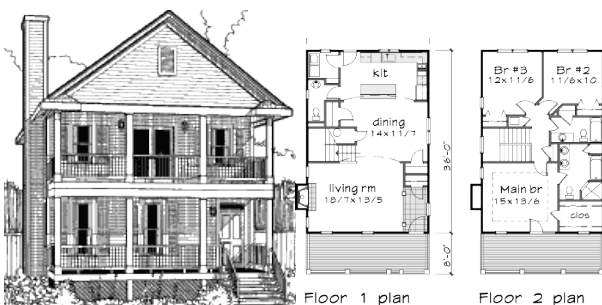 kit
dining
14x11/7
living rm
18/7x13/5
36'-0"
8'-0"
Floor 1 plan
Br #3
12x11/6
Br #2
11/6x10
Main br
15x13/6
clos
Floor 2 plan